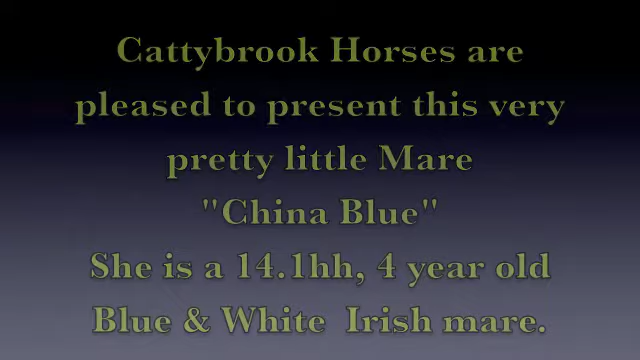 Cattybrook Horses are
pleased to present this very
pretty little Mare
"China Blue"
She is a 14.1hh, 4 year old
Blue & White Irish mare.